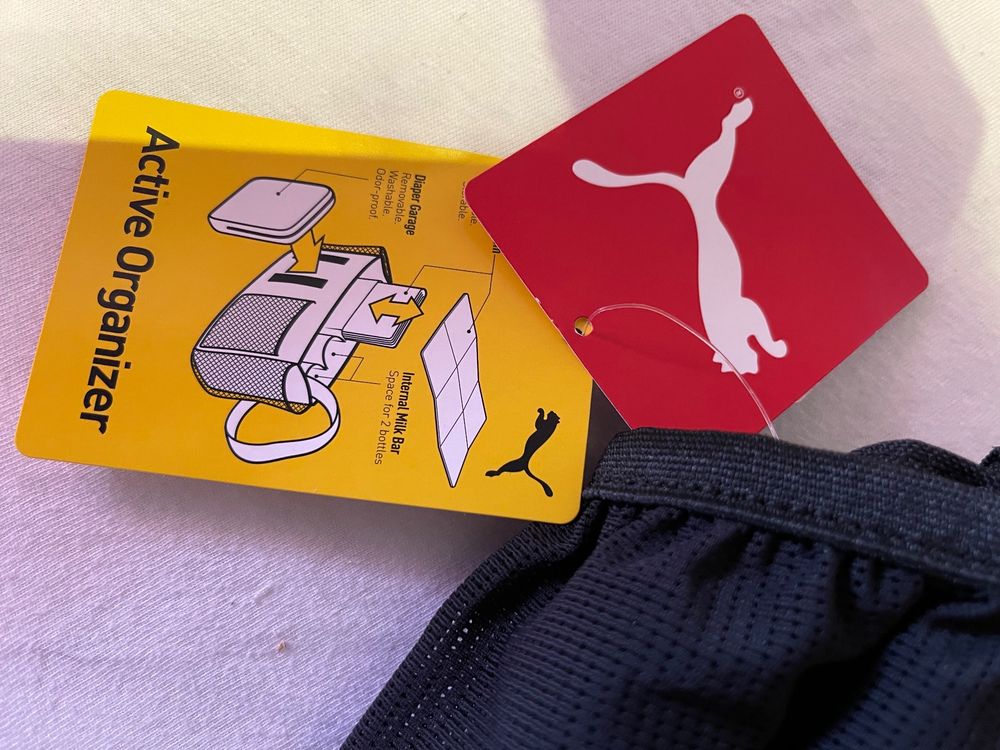 Active Organizer
Diaper Garage
Removable.
Washable.
Odor-proof.
Internal Milk Bar
Space for 2 bottles
®